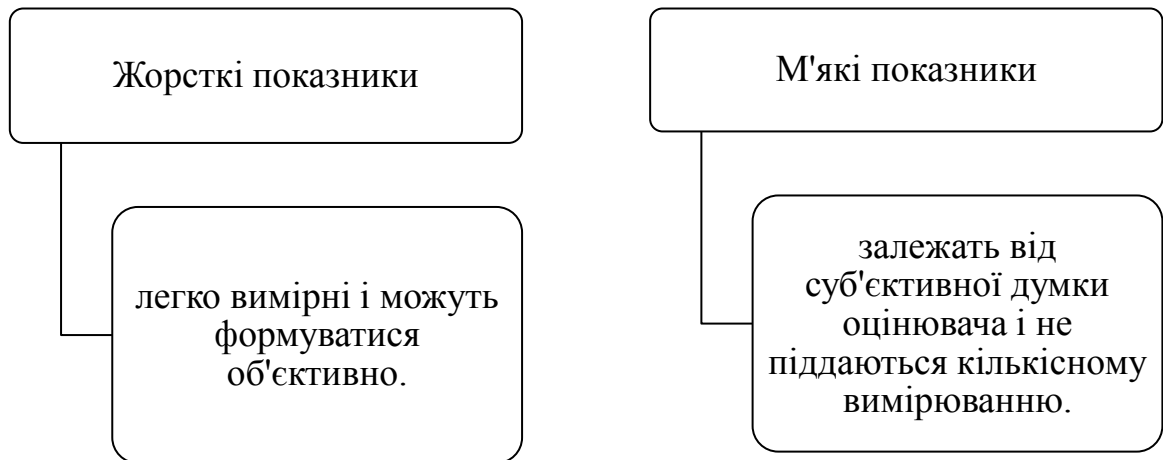 Жорсткі показники
легко вимірні і можуть
формуватися
об'єктивно.
М'які показники
залежать від
суб'єктивної думки
оцінювача і не
піддаються кількісному
вимірюванню.